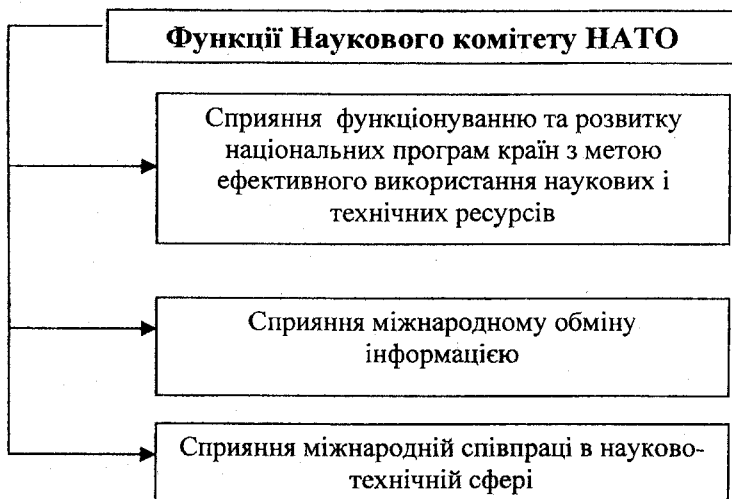 Функції Наукового комітету НАТО
Сприяння функціонуванню та розвитку
національних програм країн з метою
ефективного використання наукових і
технічних ресурсів
Сприяння міжнародному обміну
інформацією
Сприяння міжнародній співпраці в науково-
технічній сфері